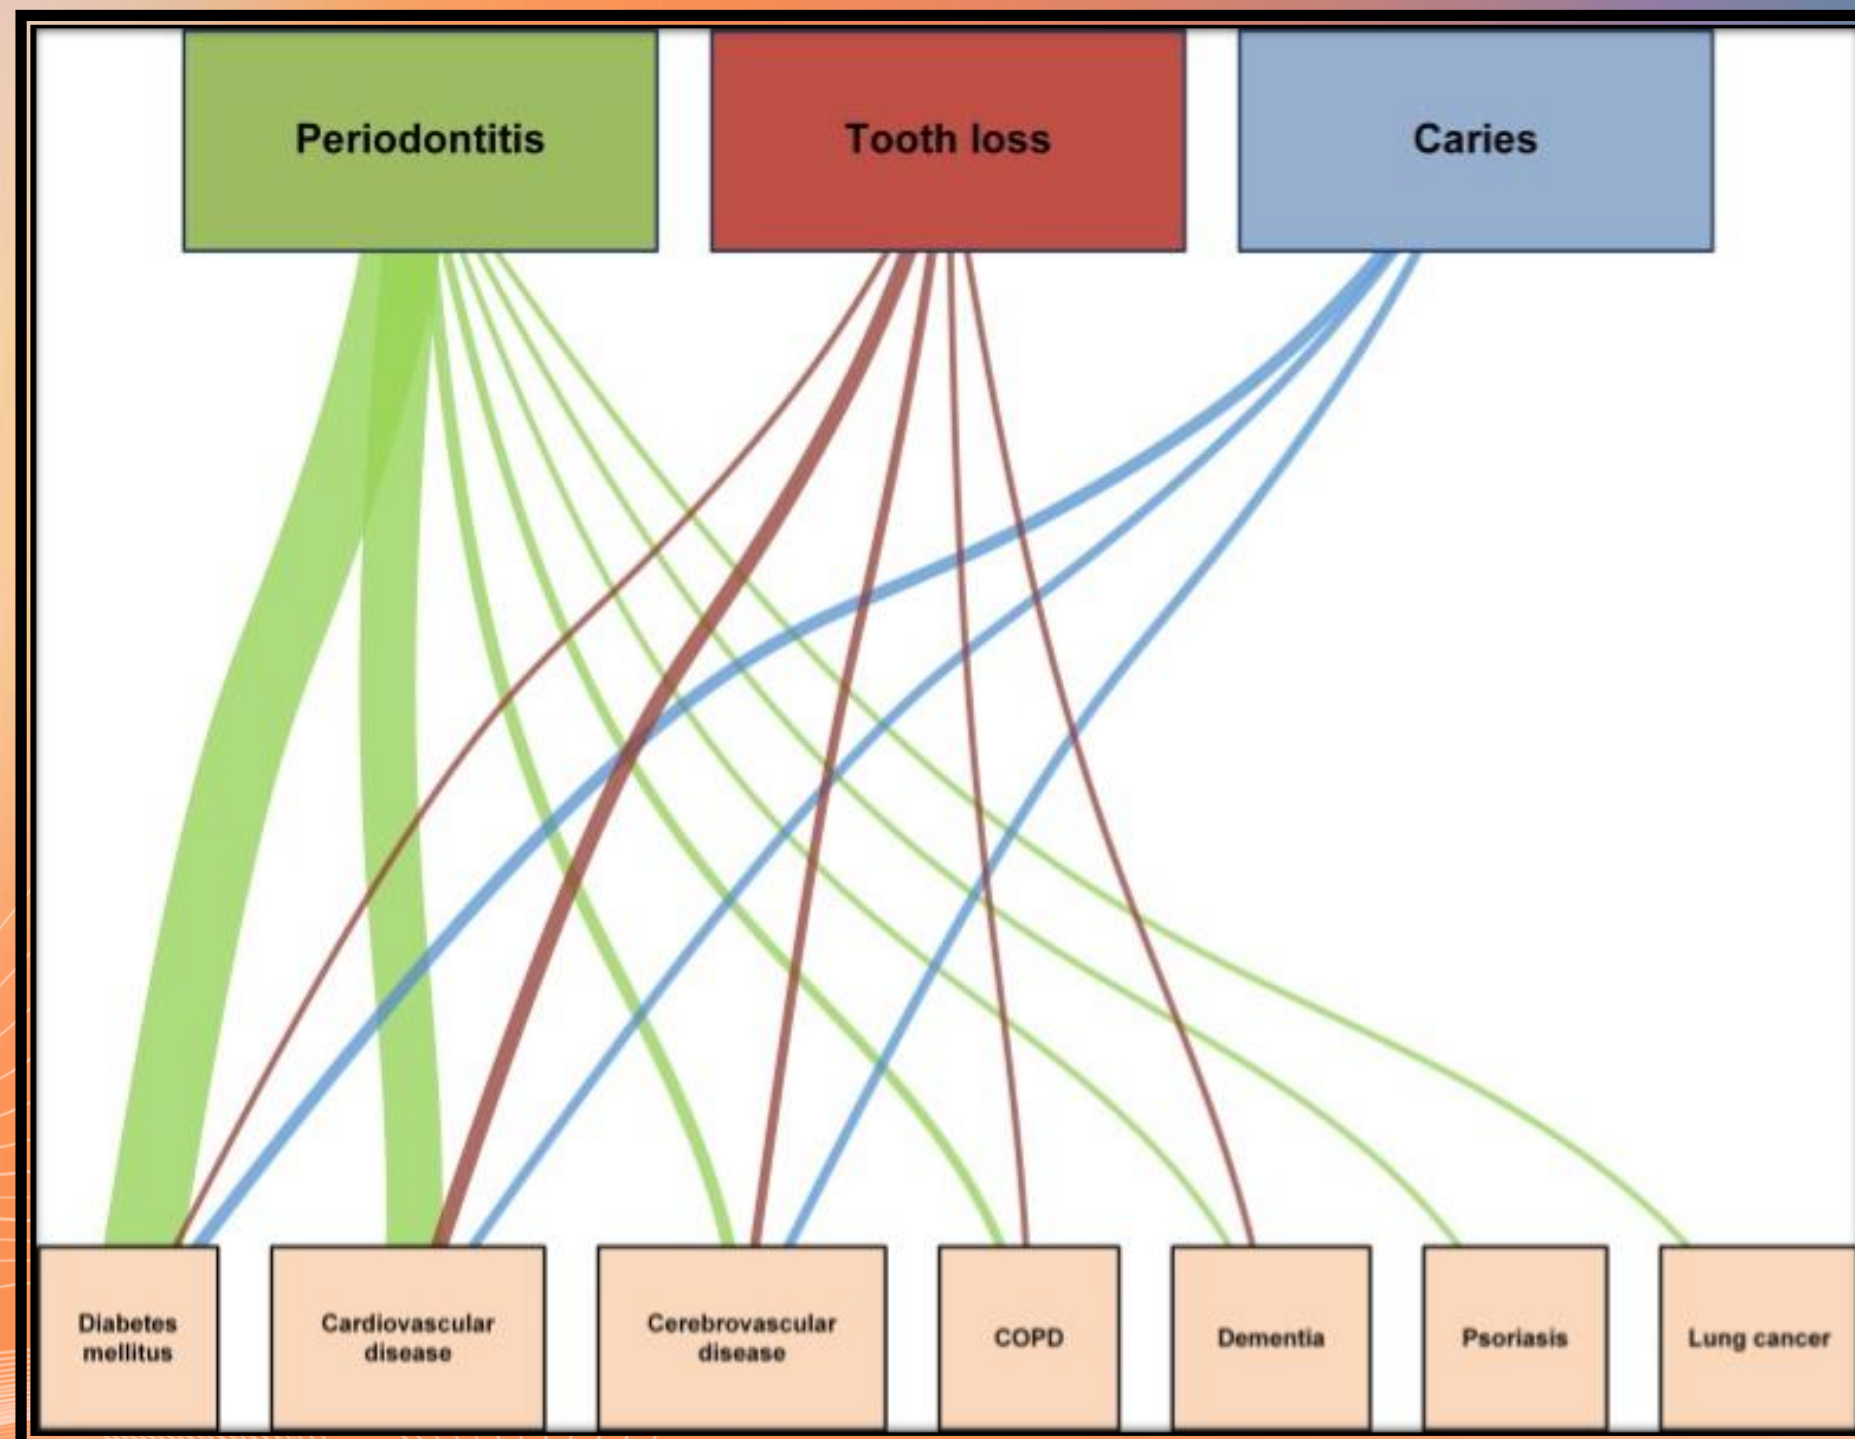 Periodontitis
Tooth loss
Caries
Diabetes
mellitus
Cardiovascular
disease
Cerebrovascular
disease
COPD
Dementia
Psoriasis
Lung cancer